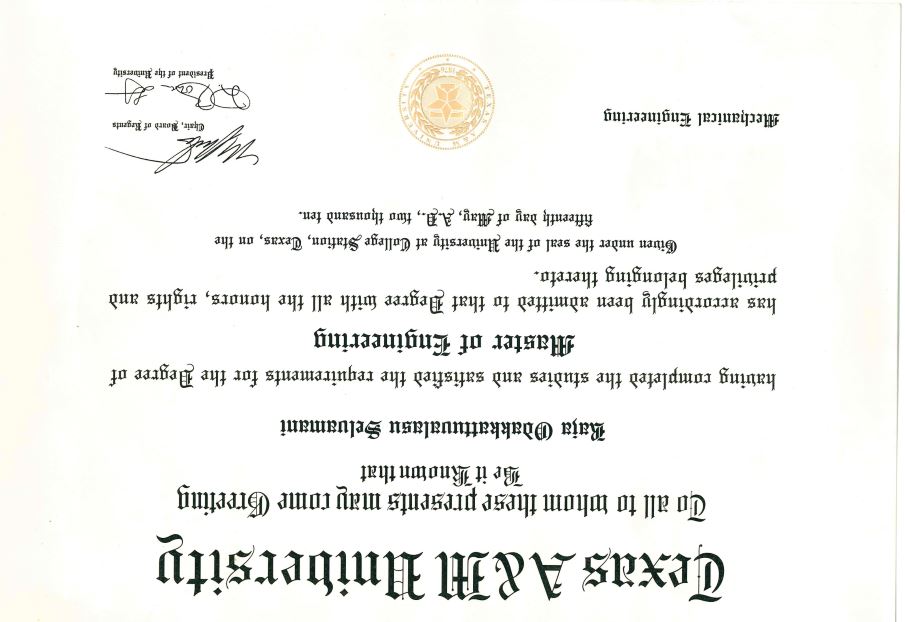 Texas A&M University
To all to whom these presents may come Greeting
Be it Known that
Raja Odakkattuvalasu Selvamani
having completed the studies and satisfied the requirements for the Degree of
Master of Engineering
has accordingly been admitted to that Degree with all the honors, rights and
privileges belonging thereto.
Given under the seal of the University at College Station, Texas, on the
fifteenth day of May, A.D., two thousand ten.
Mechanical Engineering
TEXAS A&M UNIVERSITY
1876
Chair, Board of Regents
President of the University